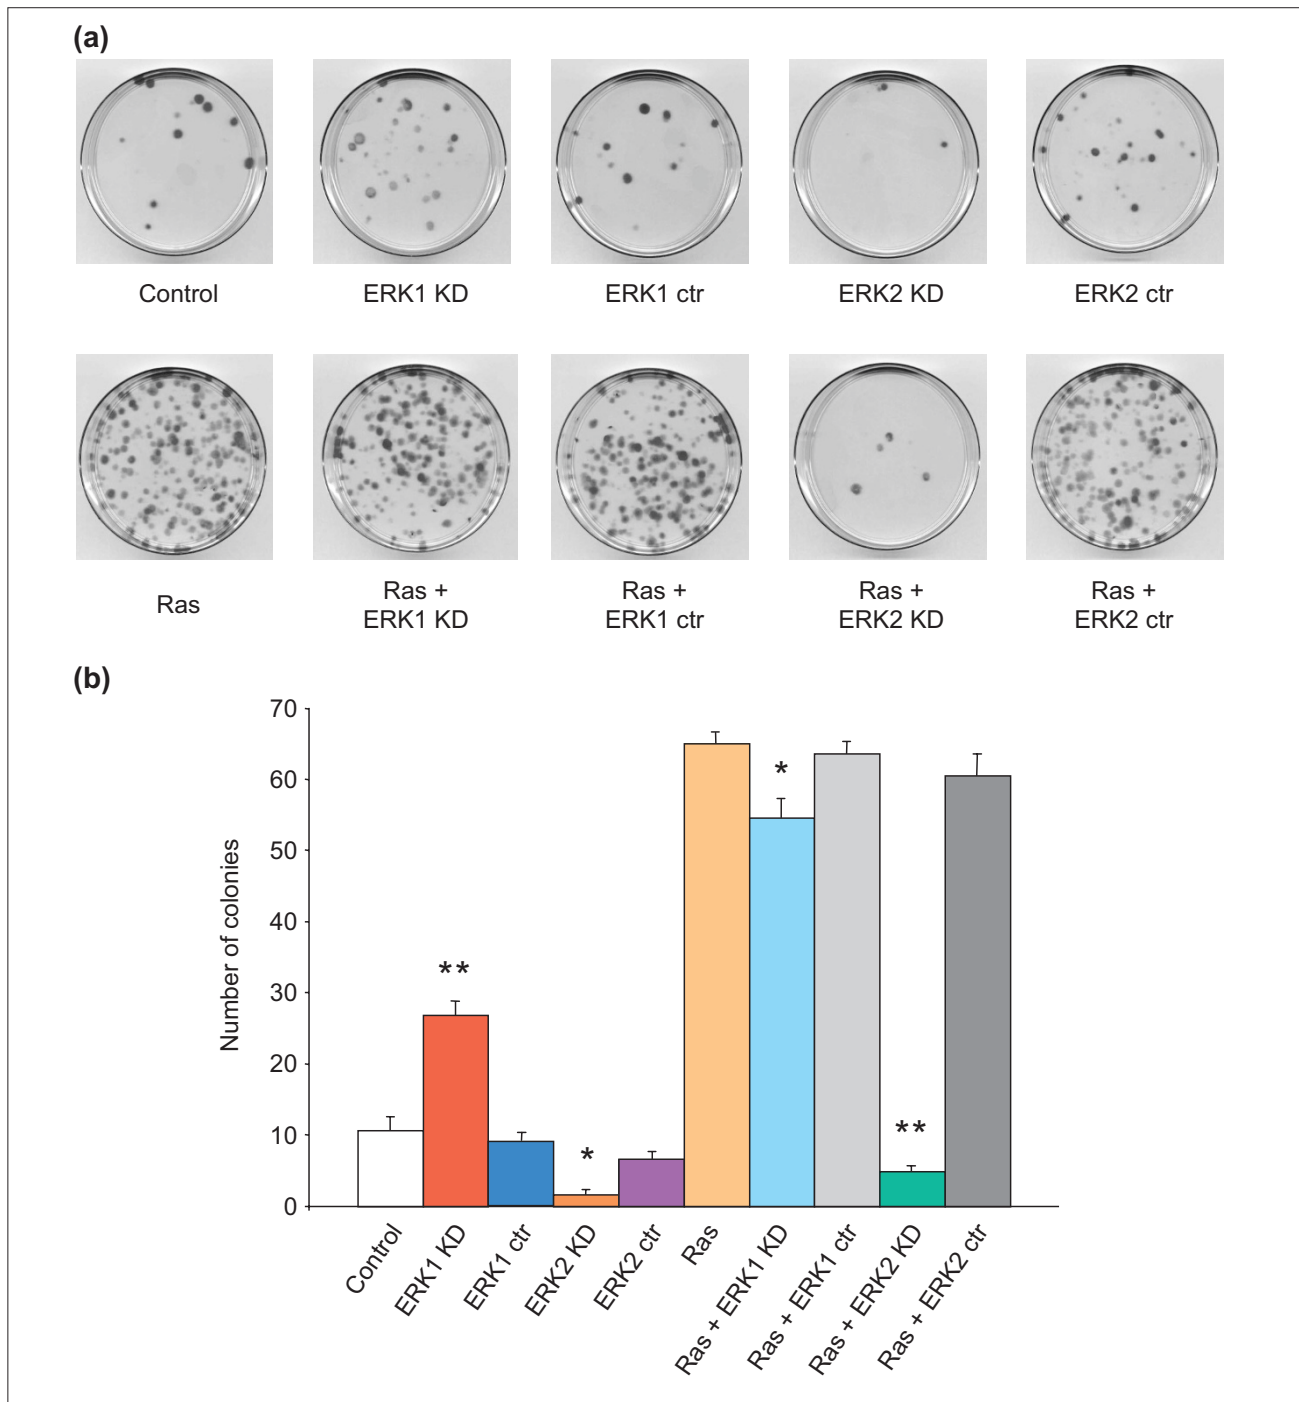 (a)
Control
ERK1 KD
ERK1 ctr
ERK2 KD
ERK2 ctr
Ras
Ras +
ERK1 KD
Ras +
ERK1 ctr
Ras +
ERK2 KD
Ras +
ERK2 ctr
(b)
Number of colonies
70
60
50
40
30
20
10
0
**
*
*
**
Control
ERK1 KD
ERK1 ctr
ERK2 KD
ERK2 ctr
Ras
Ras + ERK1 KD
Ras + ERK1 ctr
Ras + ERK2 KD
Ras + ERK2 ctr